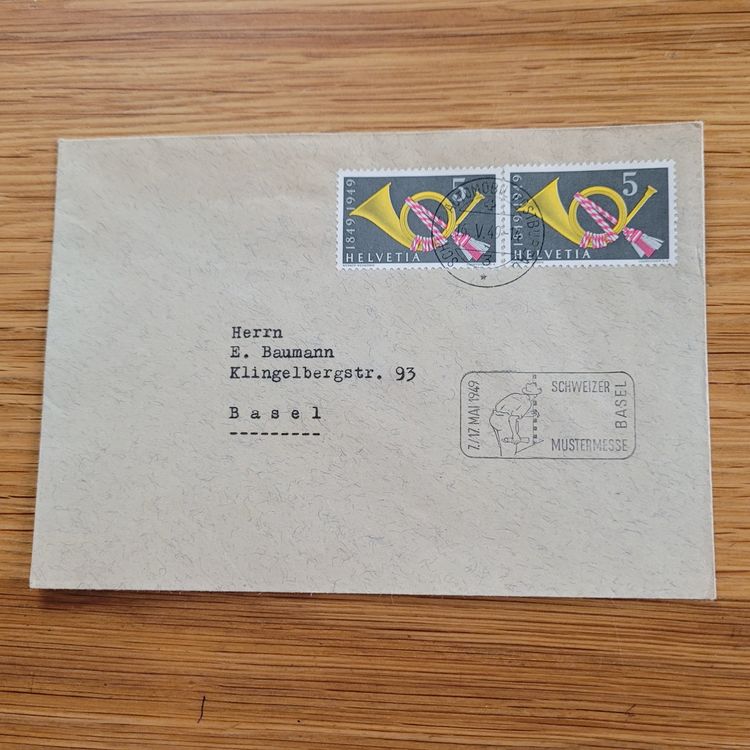 1849 1949
5
HELVETIA
1849 1949
5
HELVETIA
Herrn
E. Baumann
Klingelbergstr. 93
Basel
7./17. MAI 1949
SCHWEIZER
MUSTERMESSE
BASEL